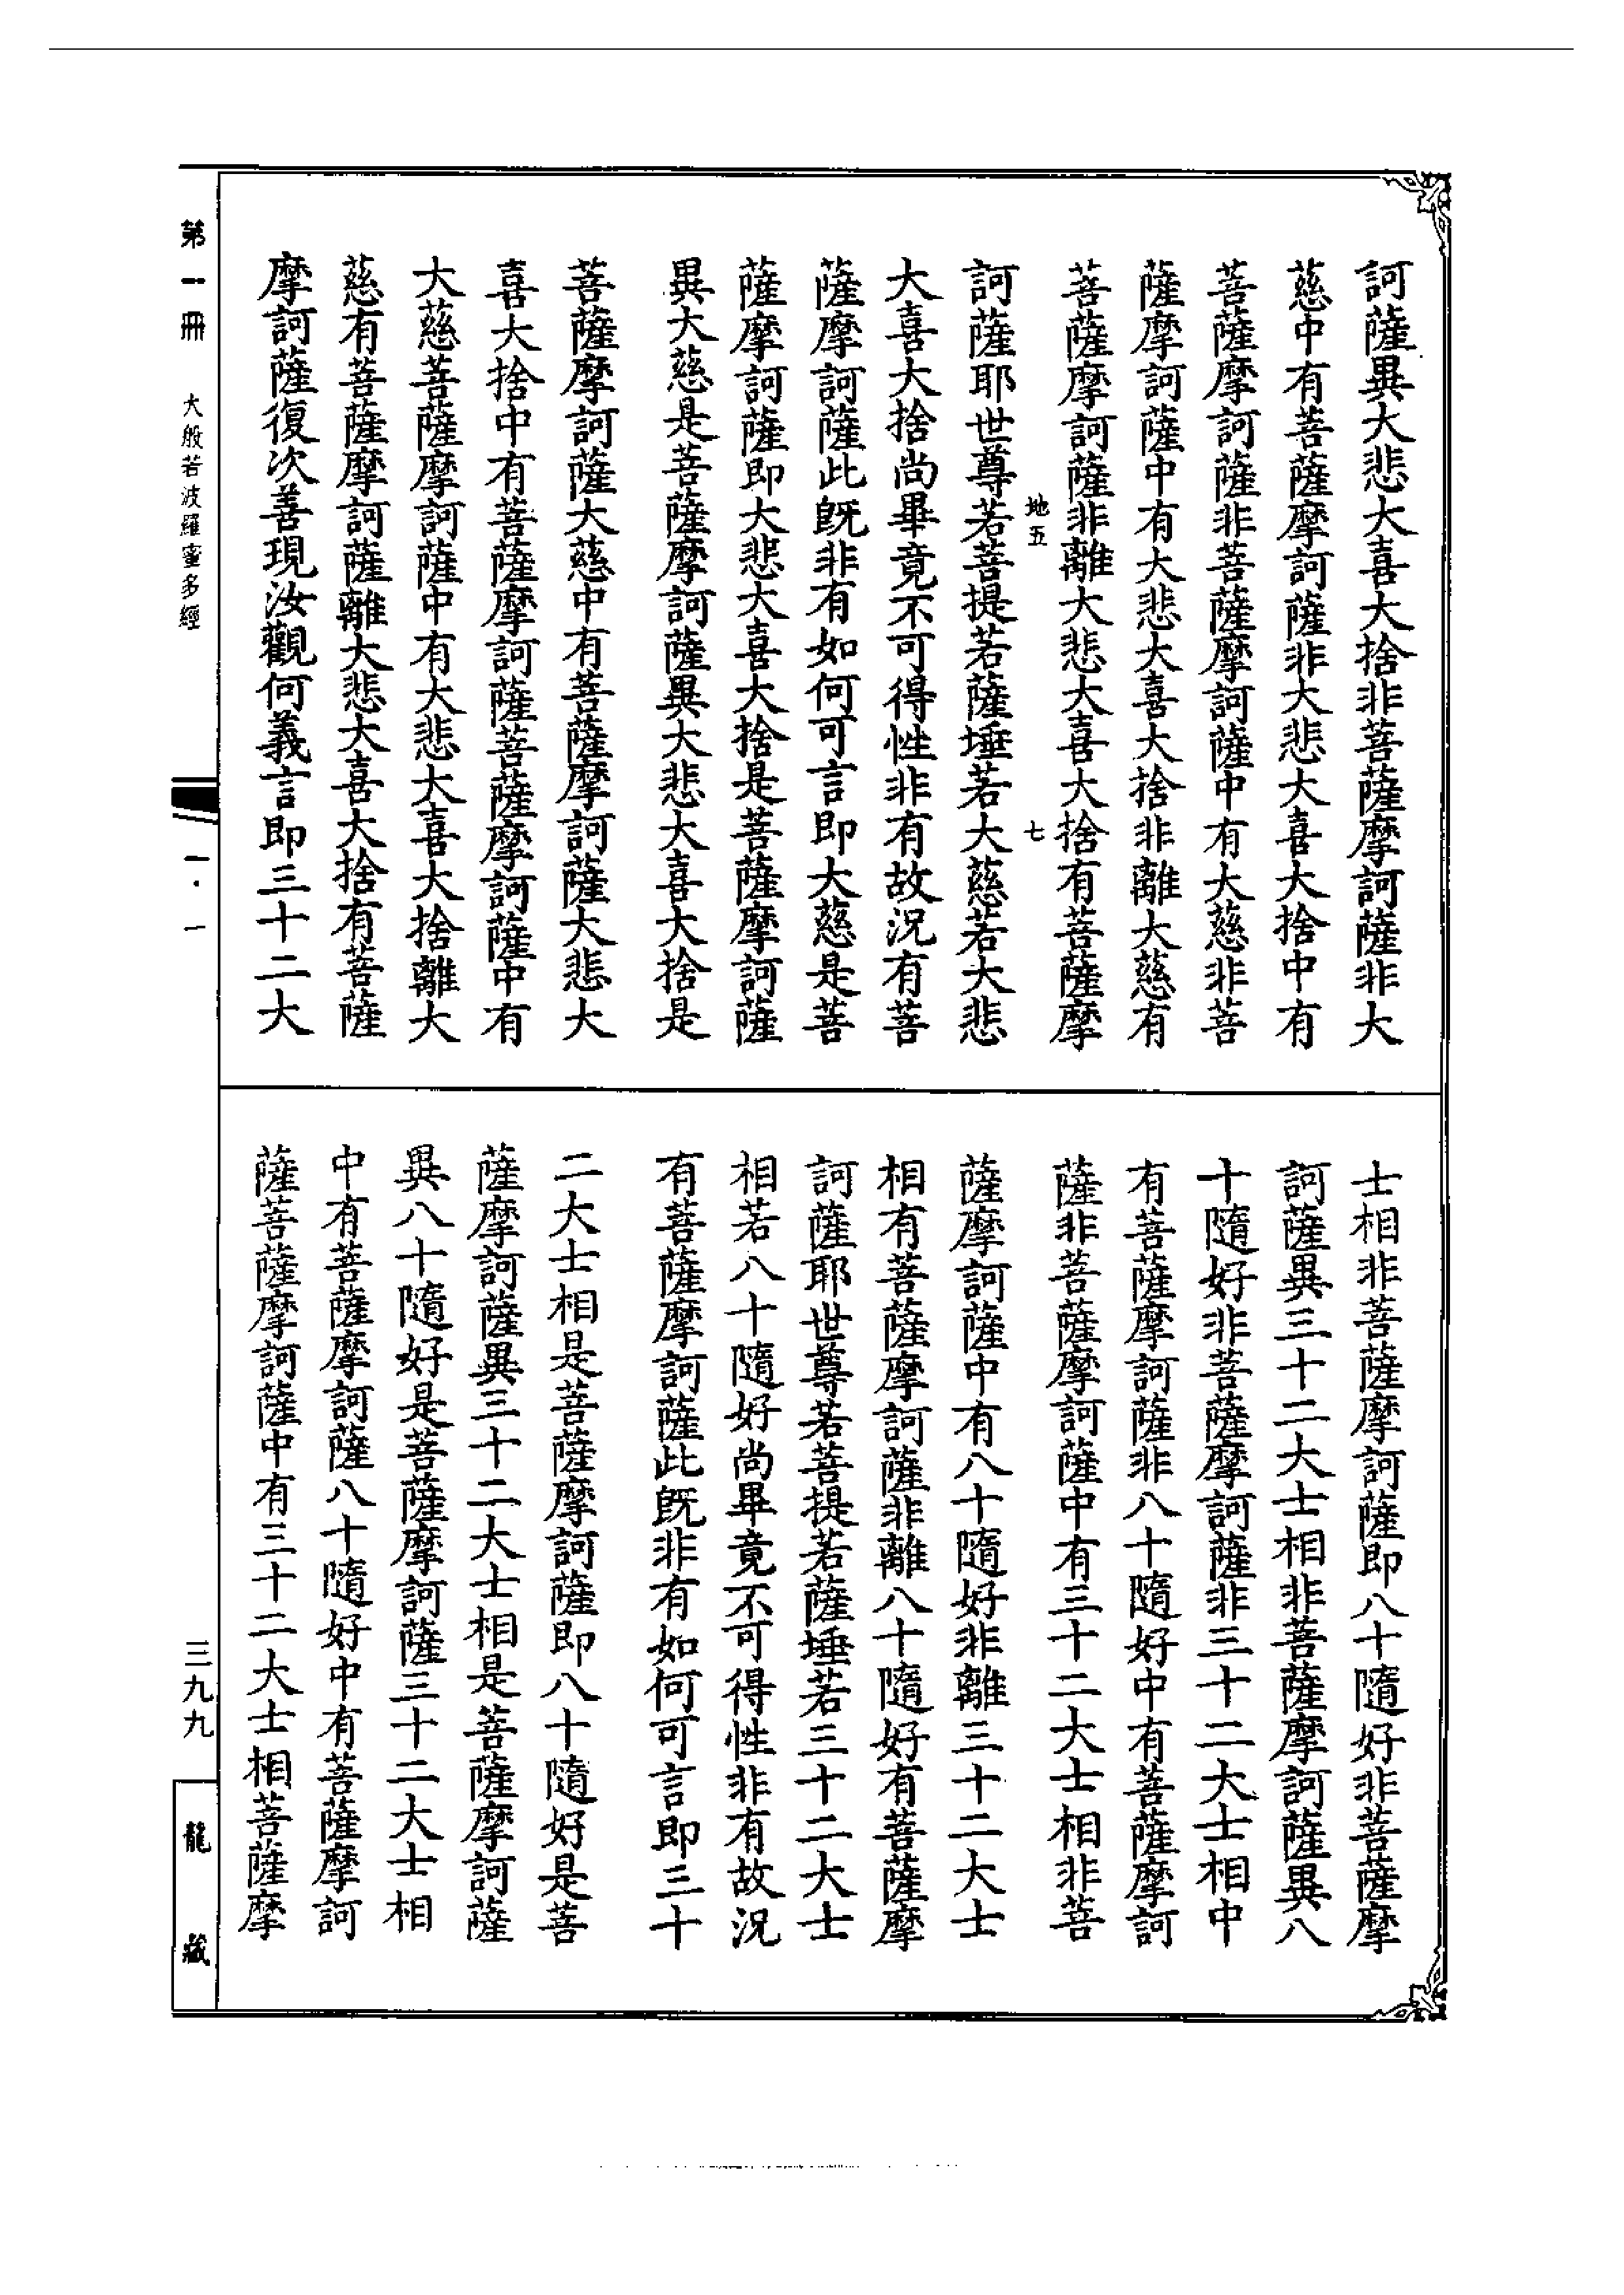 訶薩異大悲大喜大捨非菩薩摩訶薩非大
慈中有菩薩摩訶薩非大悲大喜大捨中有
菩薩摩訶薩非菩薩摩訶薩中有大慈非菩
薩摩訶薩中有大悲大喜大捨非離大慈有
菩薩摩訶薩非離大悲大喜大捨有菩薩摩
地五
七
訶薩耶世尊若菩提若薩埵若大慈若大悲
大喜大捨尚畢竟不可得性非有故況有菩
薩摩訶薩此既非有如何可言即大慈是菩
薩摩訶薩即大悲大喜大捨是菩薩摩訶薩
異大慈是菩薩摩訶薩異大悲大喜大捨是
菩薩摩訶薩大慈中有菩薩摩訶薩大悲大
喜大捨中有菩薩摩訶薩菩薩摩訶薩中有
大慈菩薩摩訶薩中有大悲大喜大捨離大
慈有菩薩摩訶薩離大悲大喜大捨有菩薩
摩訶薩復次善現汝觀何義言即三十二大
士相非菩薩摩訶薩即八十隨好非菩薩摩
訶薩異三十二大士相非菩薩摩訶薩異八
十隨好非菩薩摩訶薩非三十二大士相中
有菩薩摩訶薩非八十隨好中有菩薩摩訶
薩非菩薩摩訶薩中有三十二大士相非菩
薩摩訶薩中有八十隨好非離三十二大士
相有菩薩摩訶薩非離八十隨好有菩薩摩
訶薩耶世尊若菩提若薩埵若三十二大士
相若八十隨好尚畢竟不可得性非有故況
有菩薩摩訶薩此既非有如何可言即三十
二大士相是菩薩摩訶薩即八十隨好是菩
薩摩訶薩異三十二大士相是菩薩摩訶薩
異八十隨好是菩薩摩訶薩三十二大士相
中有菩薩摩訶薩八十隨好中有菩薩摩訶
薩菩薩摩訶薩中有三十二大士相菩薩摩
第一冊 大般若波羅蜜多經
一·一
三九九
龍藏